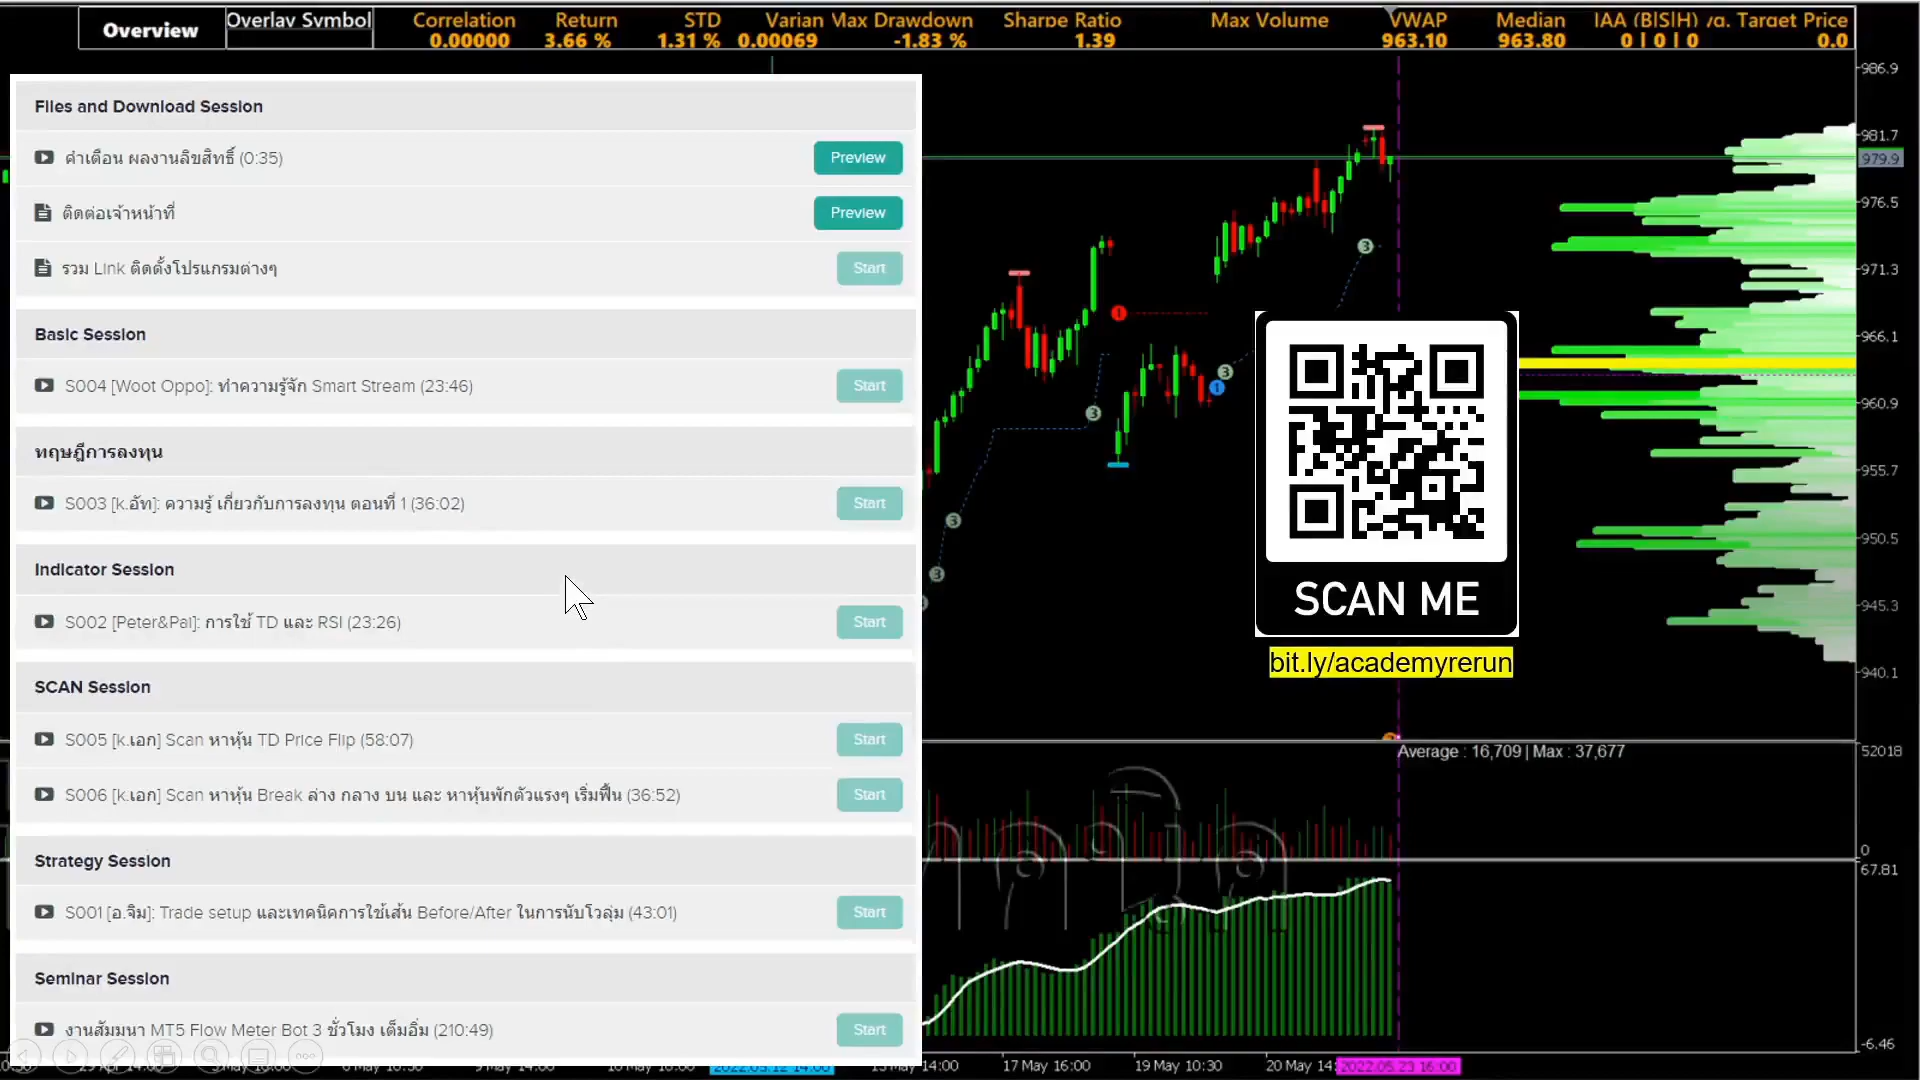 Overview
Overlay Symbol
Correlation Return STD Varian Max Drawdown Sharpe Ratio Max Volume VWAP Median IAA (B|S|H) Target Price
0.00000 3.66 % 1.31 % 0.00069 -1.83 % 1.39 963.10 963.80 0 | 0 | 0 0.0
Files and Download Session
คำเตือน ผลงานลิขสิทธิ์ (0:35) Preview
ติดต่อเจ้าหน้าที่ Preview
รวม Link ติดตั้งโปรแกรมต่างๆ Start
Basic Session
S004 [Woot Oppo]: ทำความรู้จัก Smart Stream (23:46) Start
ทฤษฎีการลงทุน
S003 [k.อัท]: ความรู้ เกี่ยวกับการลงทุน ตอนที่ 1 (36:02) Start
Indicator Session
S002 [Peter&Pal]: การใช้ TD และ RSI (23:26) Start
SCAN Session
S005 [k.เอก] Scan หาหุ้น TD Price Flip (58:07) Start
S006 [k.เอก] Scan หาหุ้น Break ล่าง กลาง บน และ หาหุ้นพักตัวแรงๆ เริ่มฟื้น (36:52) Start
Strategy Session
S001 [อ.จิม]: Trade setup และเทคนิคการใช้เส้น Before/After ในการนับโวลุ่ม (43:01) Start
Seminar Session
งานสัมมนา MT5 Flow Meter Bot 3 ชั่วโมง เต็มอิ่ม (210:49) Start
SCAN ME
bit.ly/academyrerun
986.9
981.7
979.9
976.5
971.3
966.1
960.9
955.7
950.5
945.3
940.1
Average : 16,709 | Max : 37,677
52018
0
67.81
-6.46
17 May 16:00 19 May 10:30 20 May 2022.05.23 16:00